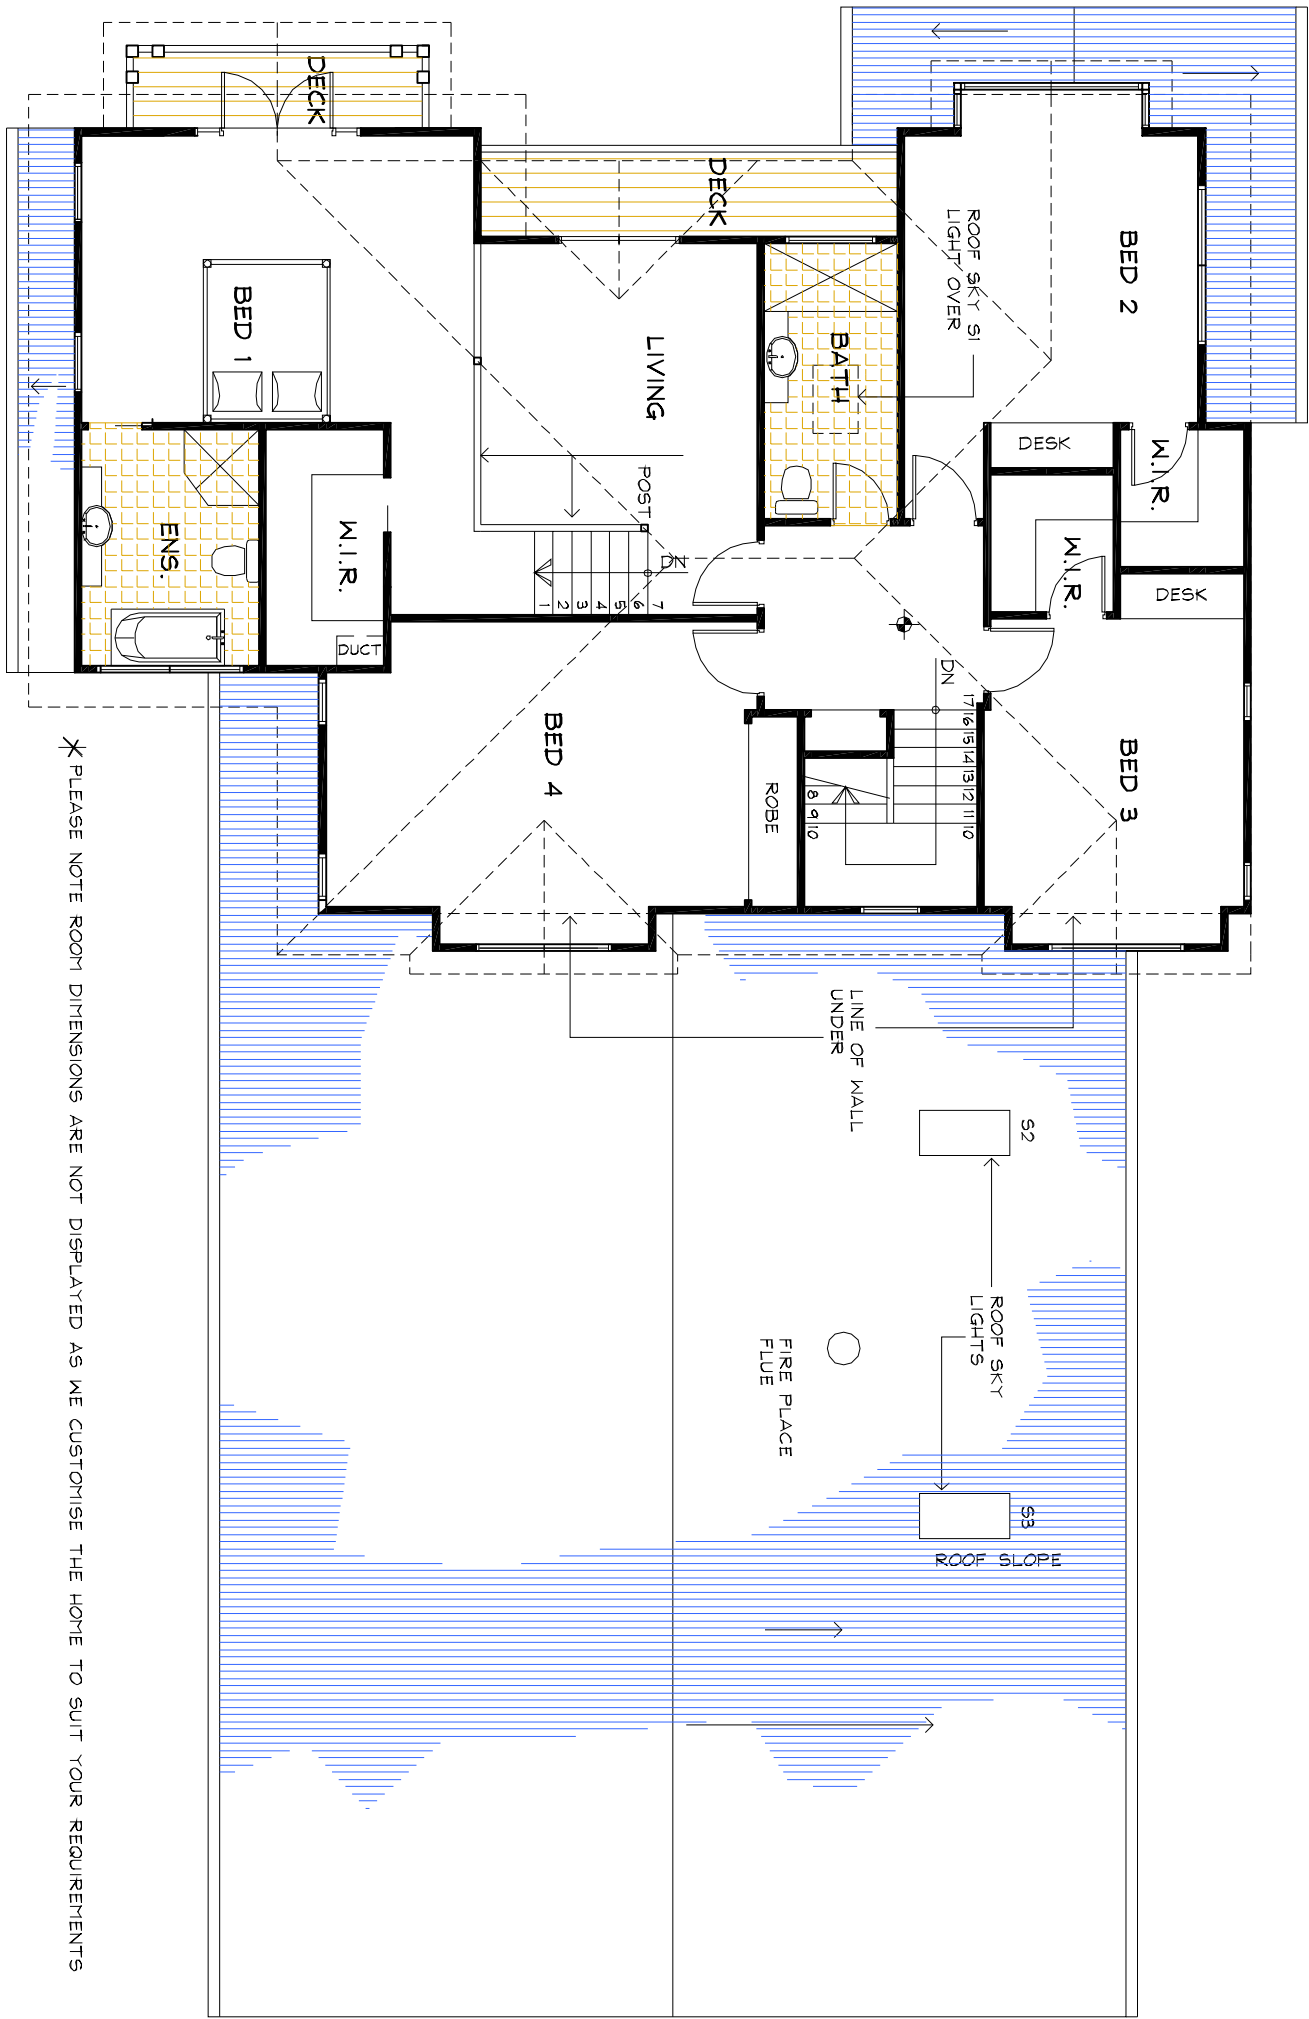 DECK
DECK
ROOF SKY S1
LIGHT OVER
BED 2
BED 1
LIVING
BATH
DESK
W.I.R.
POST
ENS.
W.I.R.
DN
W.I.R.
DESK
1 2 3 4 5 6 7
DUCT
DN
17 16 15 14 13 12 11 10
BED 4
BED 3
ROBE
8 9 10
LINE OF WALL
UNDER
S2
ROOF SKY
LIGHTS
FIRE PLACE
FLUE
S3
ROOF SLOPE
* PLEASE NOTE ROOM DIMENSIONS ARE NOT DISPLAYED AS WE CUSTOMISE THE HOME TO SUIT YOUR REQUIREMENTS